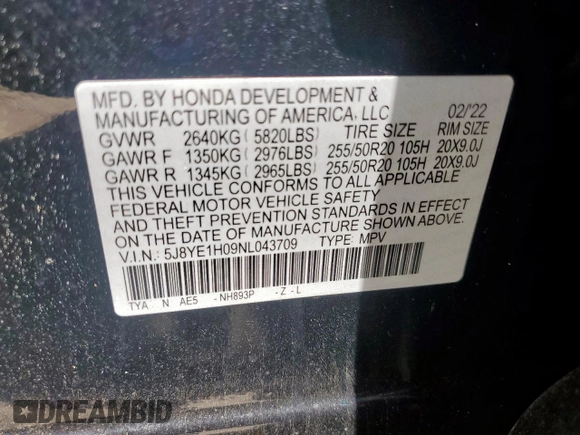 MFD. BY HONDA DEVELOPMENT &
MANUFACTURING OF AMERICA, LLC 02/'22
GVWR 2640KG ( 5820LBS) TIRE SIZE RIM SIZE
GAWR F 1350KG ( 2976LBS) 255/50R20 105H 20X9.0J
GAWR R 1345KG ( 2965LBS) 255/50R20 105H 20X9.0J
THIS VEHICLE CONFORMS TO ALL APPLICABLE
FEDERAL MOTOR VEHICLE SAFETY
AND THEFT PREVENTION STANDARDS IN EFFECT
ON THE DATE OF MANUFACTURE SHOWN ABOVE.
V.I.N.: 5J8YE1H09NL043709 TYPE: MPV
TYA N AE5 -NH893P -Z-L
DREAMBID